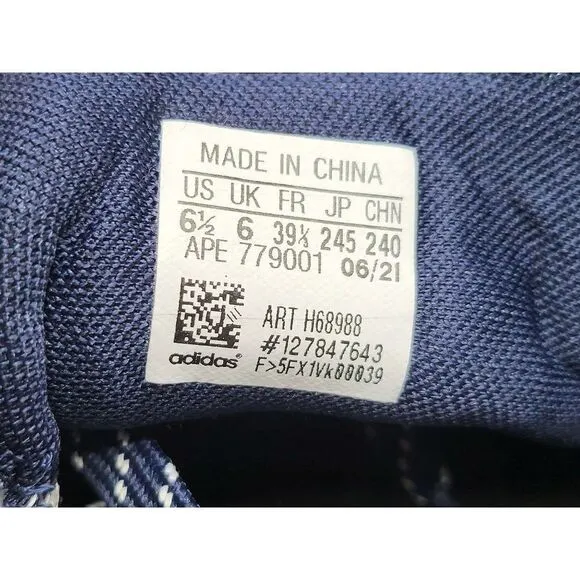 MADE IN CHINA
US UK FR JP CHN
6½ 6 39⅓ 245 240
APE 779001 06/21
ART H68988
#127847643
adidas® F>5FX1Vk00039